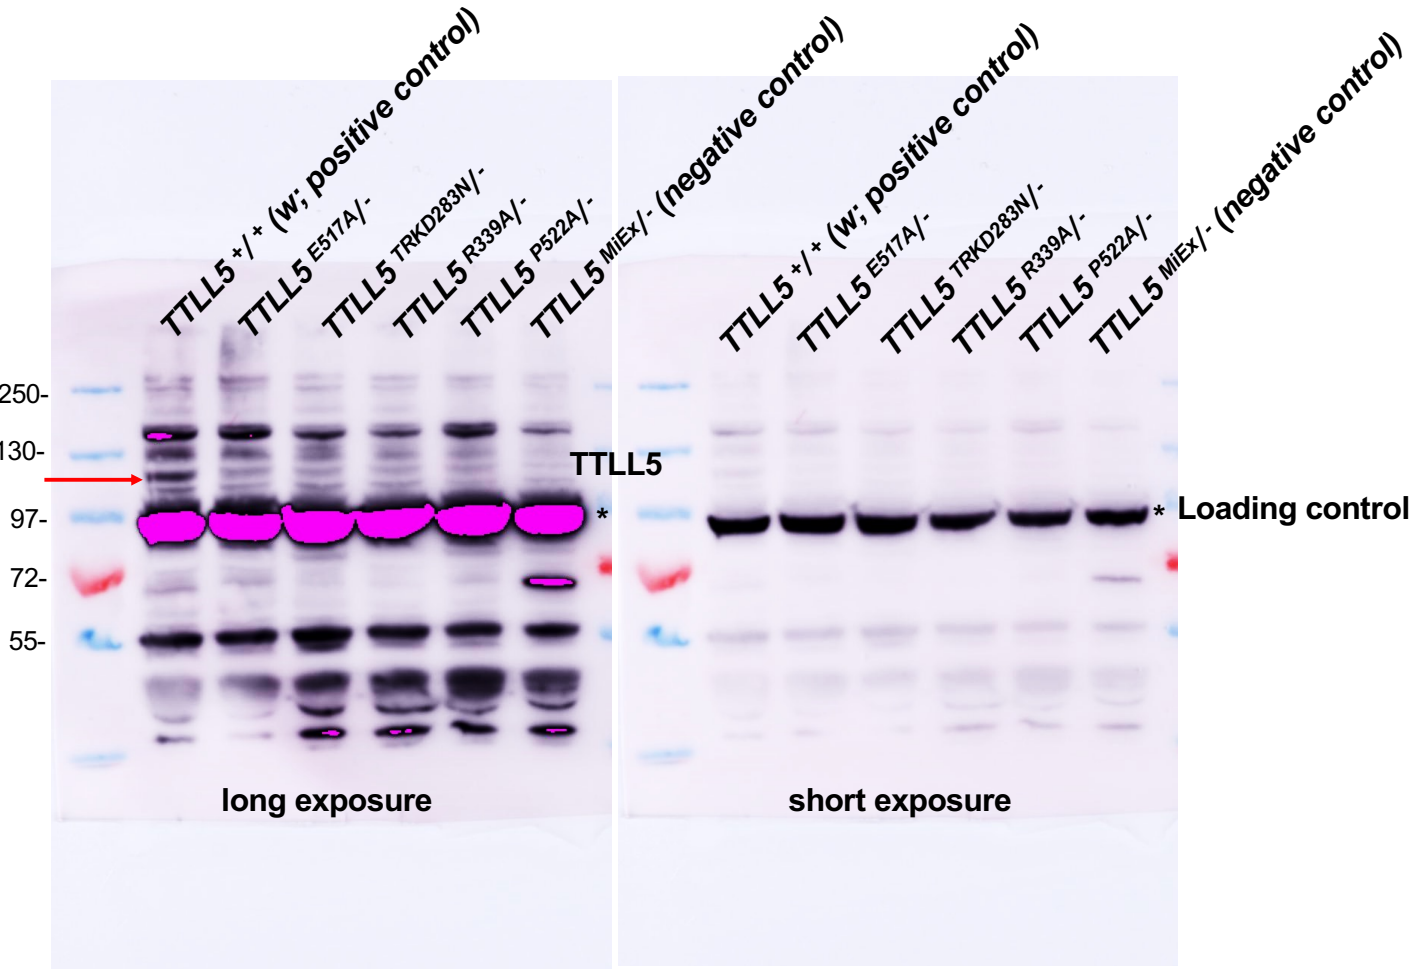 TTLL5 +/+ (w; positive control)
TTLL5 E517A/-
TTLL5 TRKD283N/-
TTLL5 R339A/-
TTLL5 P522A/-
TTLL5 MiEx/- (negative control)
TTLL5 +/+ (w; positive control)
TTLL5 E517A/-
TTLL5 TRKD283N/-
TTLL5 R339A/-
TTLL5 P522A/-
TTLL5 MiEx/- (negative control)
250-
130-
TTLL5
97-
*
* Loading control
72-
55-
long exposure
short exposure